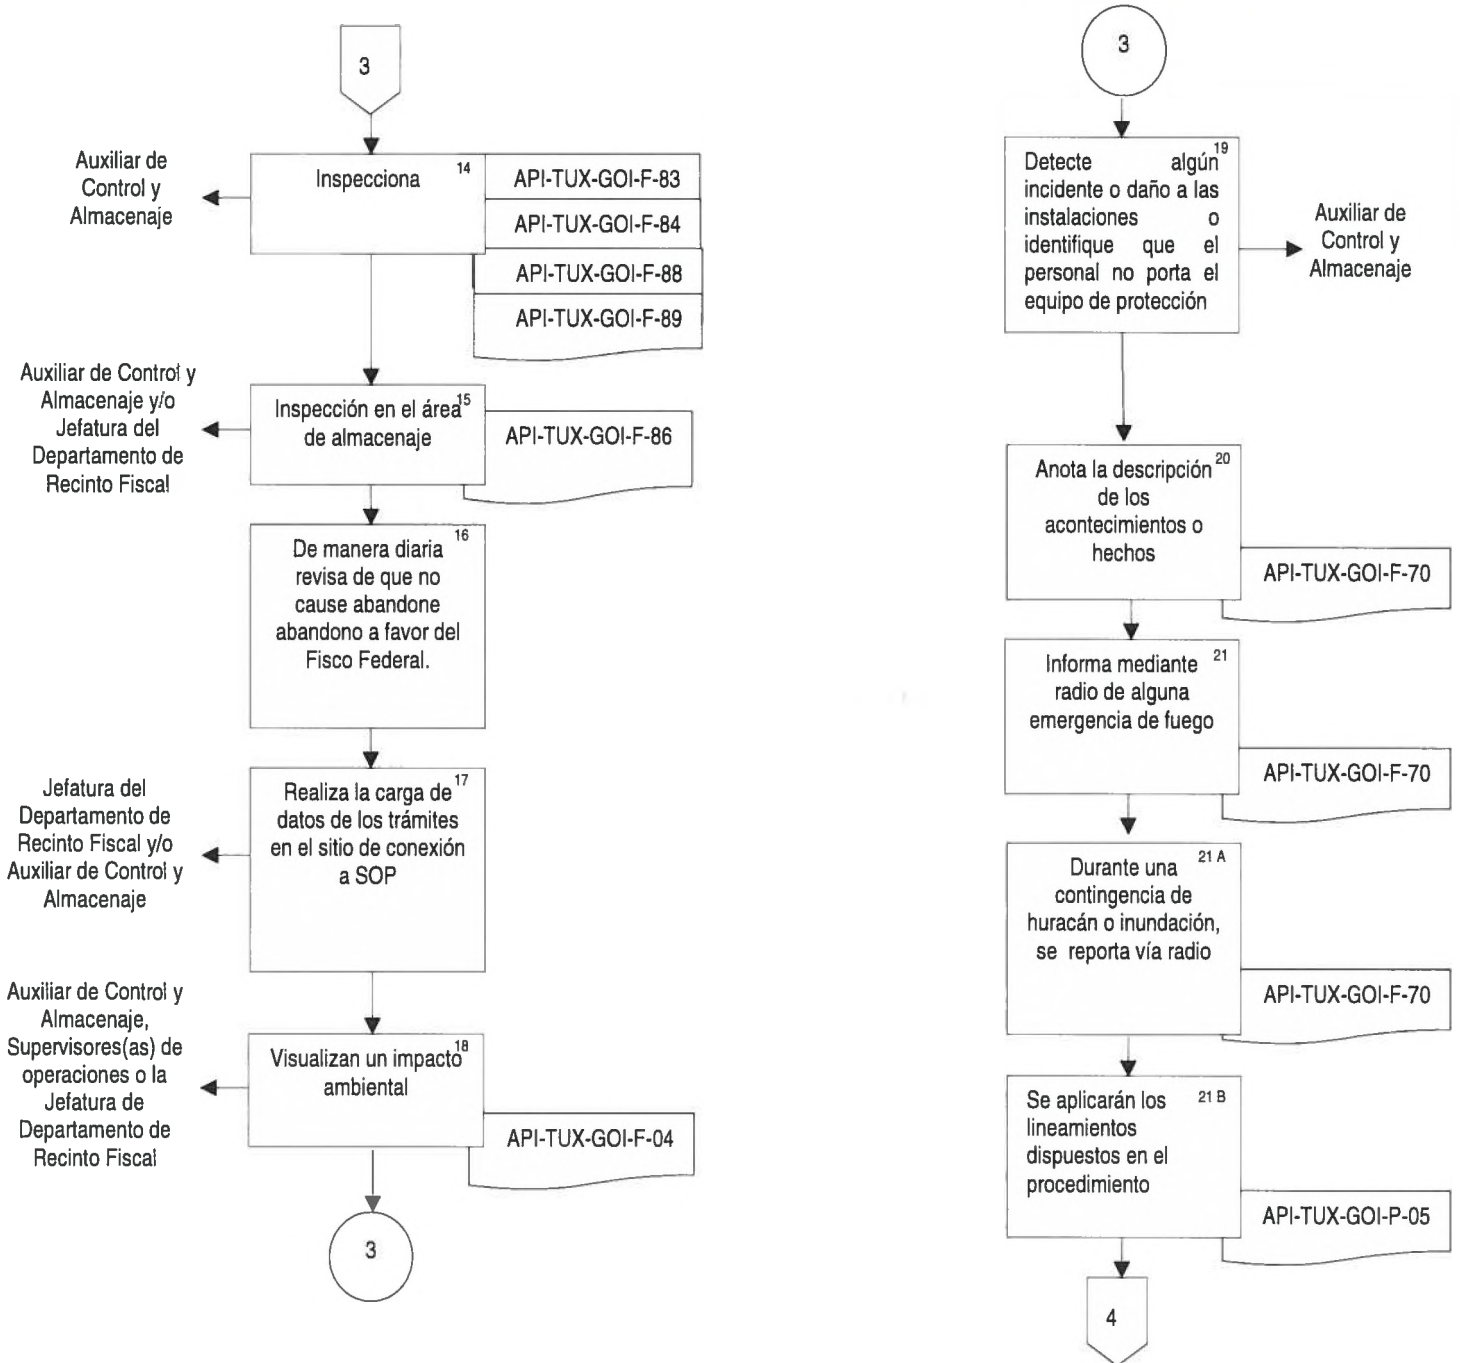 3
Auxiliar de
Control y
Almacenaje
14
Inspecciona
API-TUX-GOI-F-83
API-TUX-GOI-F-84
API-TUX-GOI-F-88
API-TUX-GOI-F-89
Auxiliar de Control y
Almacenaje y/o
Jefatura del
Departamento de
Recinto Fiscal
Inspección en el área 15
de almacenaje
API-TUX-GOI-F-86
16
De manera diaria
revisa de que no
cause abandone
abandono a favor del
Fisco Federal.
Jefatura del
Departamento de
Recinto Fiscal y/o
Auxiliar de Control y
Almacenaje
Realiza la carga de 17
datos de los trámites
en el sitio de conexión
a SOP
Auxiliar de Control y
Almacenaje,
Supervisores(as) de
operaciones o la
Jefatura de
Departamento de
Recinto Fiscal
Visualizan un impacto 18
ambiental
API-TUX-GOI-F-04
3
3
Detecte algún 19
incidente o daño a las
instalaciones o
identifique que el
personal no porta el
equipo de protección
Auxiliar de
Control y
Almacenaje
Anota la descripción 20
de los
acontecimientos o
hechos
API-TUX-GOI-F-70
Informa mediante 21
radio de alguna
emergencia de fuego
API-TUX-GOI-F-70
21 A
Durante una
contingencia de
huracán o inundación,
se reporta vía radio
API-TUX-GOI-F-70
Se aplicarán los 21 B
lineamientos
dispuestos en el
procedimiento
API-TUX-GOI-P-05
4